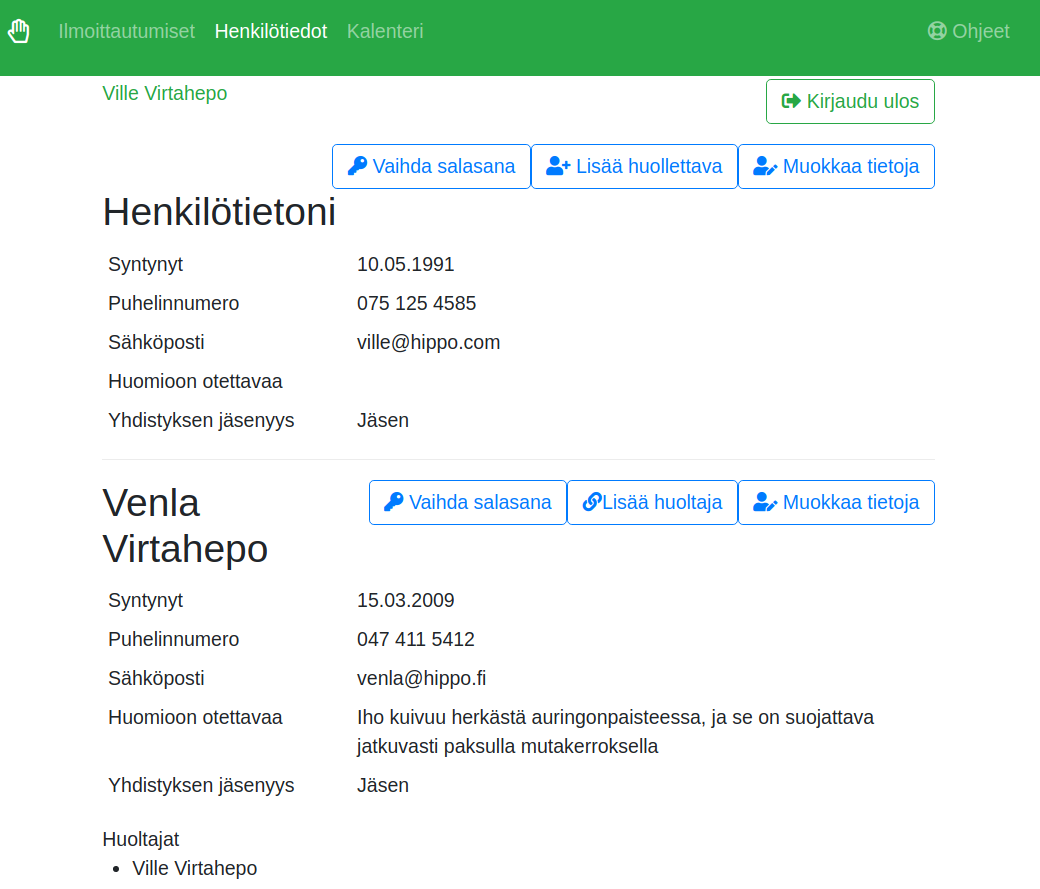 Ilmoittautumiset Henkilötiedot Kalenteri Ohjeet
Ville Virtahepo Kirjaudu ulos
Vaihda salasana Lisää huollettava Muokkaa tietoja
Henkilötietoni
Syntynyt 10.05.1991
Puhelinnumero 075 125 4585
Sähköposti ville@hippo.com
Huomioon otettavaa
Yhdistyksen jäsenyys Jäsen
Venla Vaihda salasana Lisää huoltaja Muokkaa tietoja
Virtahepo
Syntynyt 15.03.2009
Puhelinnumero 047 411 5412
Sähköposti venla@hippo.fi
Huomioon otettavaa Iho kuivuu herkästä auringonpaisteessa, ja se on suojattava
jatkuvasti paksulla mutakerroksella
Yhdistyksen jäsenyys Jäsen
Huoltajat
• Ville Virtahepo